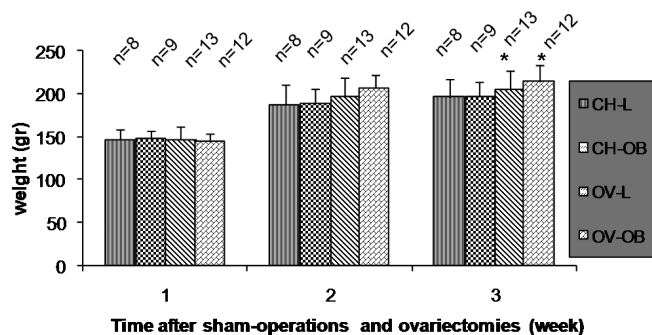 n=8 n=9 n=13 n=12 n=8 n=9 n=13 n=12 n=8 n=9 n=13 n=12
* *
250
200
150
100
50
0
weight (gr)
1 2 3
Time after sham-operations and ovariectomies (week)
CH-L
CH-OB
OV-L
OV-OB